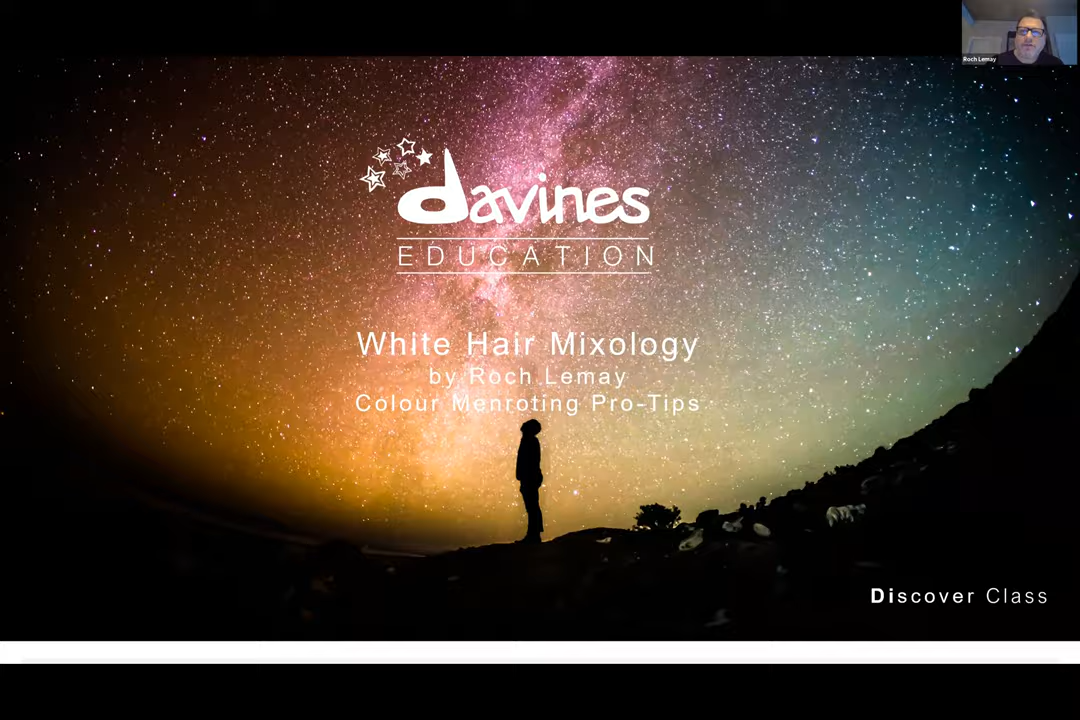 Roch Lemay
davines
EDUCATION
White Hair Mixology
by Roch Lemay
Colour Menroting Pro-Tips
Discover Class